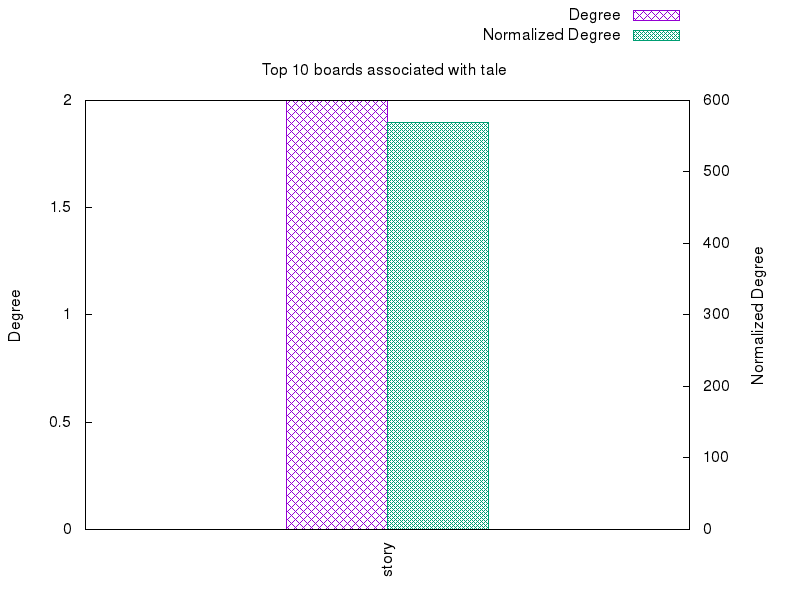 Degree
Normalized Degree
Top 10 boards associated with tale
2
1.5
1
0.5
0
Degree
600
500
400
300
200
100
0
Normalized Degree
story